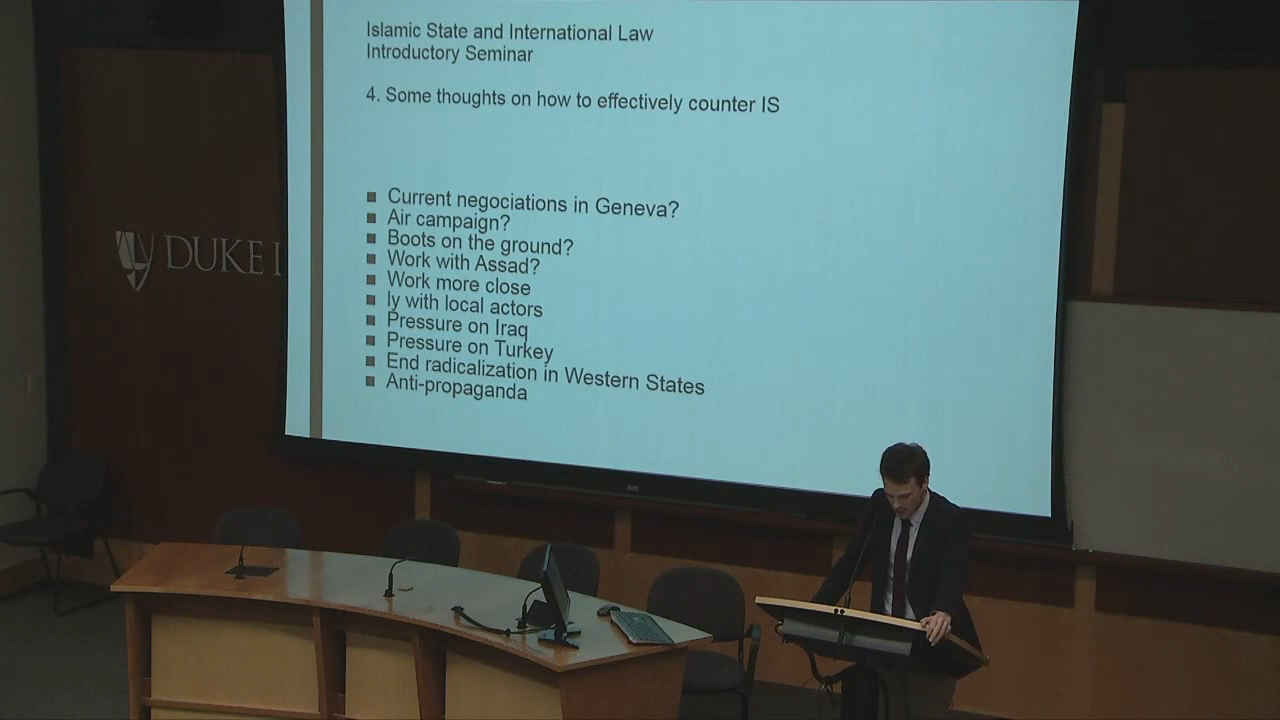 Islamic State and International Law
Introductory Seminar
4. Some thoughts on how to effectively counter IS
Current negociations in Geneva?
Air campaign?
Boots on the ground?
Work with Assad?
Work more close
ly with local actors
Pressure on Iraq
Pressure on Turkey
End radicalization in Western States
Anti-propaganda
DUKE